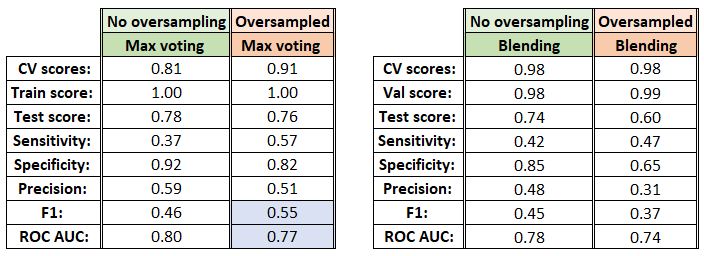 No oversampling Oversampled No oversampling Oversampled
Max voting Max voting Blending Blending
CV scores: 0.81 0.91 CV scores: 0.98 0.98
Train score: 1.00 1.00 Val score: 0.98 0.99
Test score: 0.78 0.76 Test score: 0.74 0.60
Sensitivity: 0.37 0.57 Sensitivity: 0.42 0.47
Specificity: 0.92 0.82 Specificity: 0.85 0.65
Precision: 0.59 0.51 Precision: 0.48 0.31
F1: 0.46 0.55 F1: 0.45 0.37
ROC AUC: 0.80 0.77 ROC AUC: 0.78 0.74